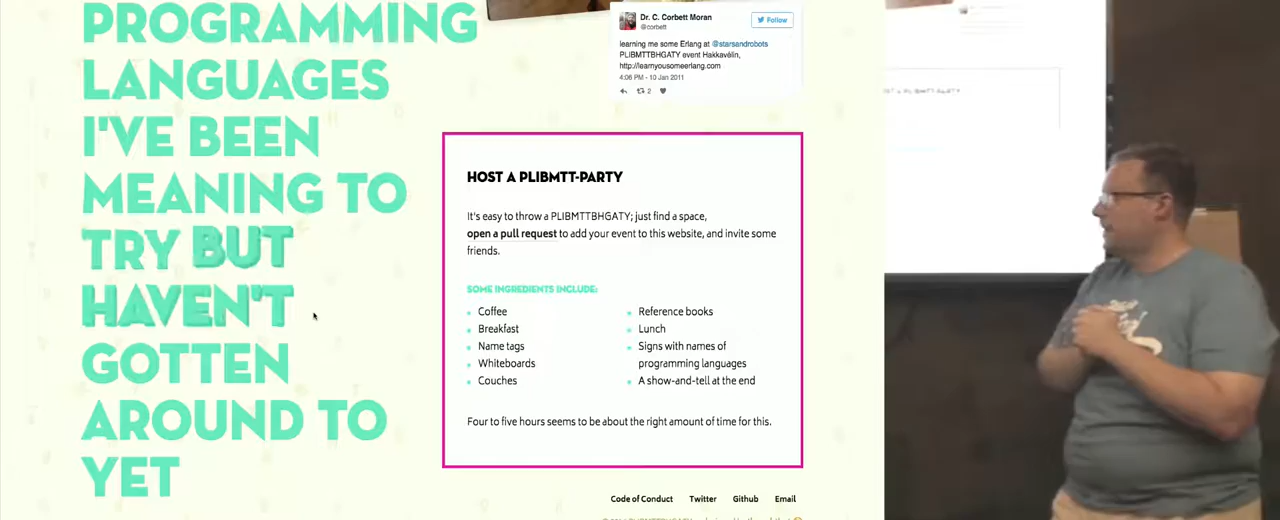 PROGRAMMING
LANGUAGES
I'VE BEEN
MEANING TO
TRY BUT
HAVEN'T
GOTTEN
AROUND TO
YET
Dr. C. Corbett Moran
@corbett
Follow
learning me some Erlang at @starsandrobots
PLIBMTTBHGATY event Hakkavélin,
http://learnyousomeerlang.com
4:06 PM - 10 Jan 2011
2
HOST A PLIBMTT-PARTY
It's easy to throw a PLIBMTTBHGATY; just find a space,
open a pull request to add your event to this website, and invite some
friends.
SOME INGREDIENTS INCLUDE:
Coffee
Breakfast
Name tags
Whiteboards
Couches
Reference books
Lunch
Signs with names of
programming languages
A show-and-tell at the end
Four to five hours seems to be about the right amount of time for this.
Code of Conduct Twitter Github Email